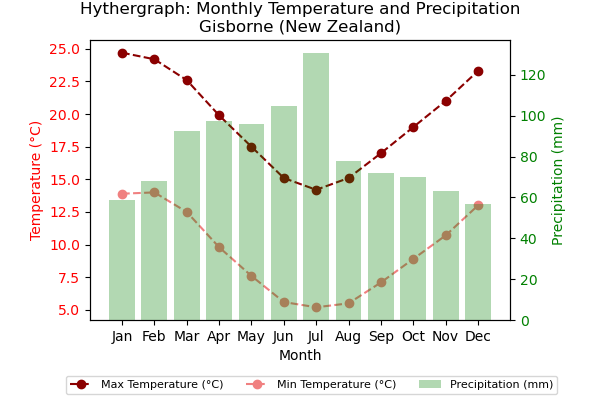 Hythergraph: Monthly Temperature and Precipitation
Gisborne (New Zealand)
25.0
22.5
20.0
17.5
15.0
12.5
10.0
7.5
5.0
Temperature (°C)
120
100
80
60
40
20
0
Precipitation (mm)
Jan Feb Mar Apr May Jun Jul Aug Sep Oct Nov Dec
Month
Max Temperature (°C) Min Temperature (°C) Precipitation (mm)